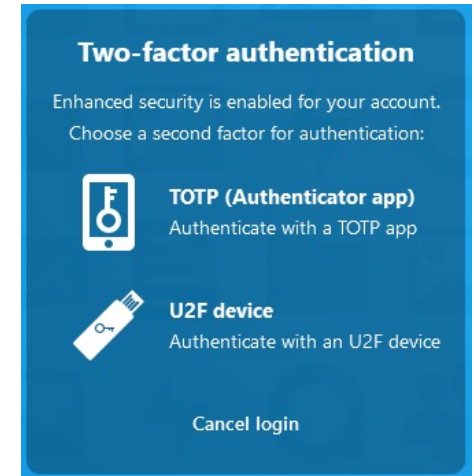 Two-factor authentication
Enhanced security is enabled for your account.
Choose a second factor for authentication:
TOTP (Authenticator app)
Authenticate with a TOTP app
U2F device
Authenticate with an U2F device
Cancel login